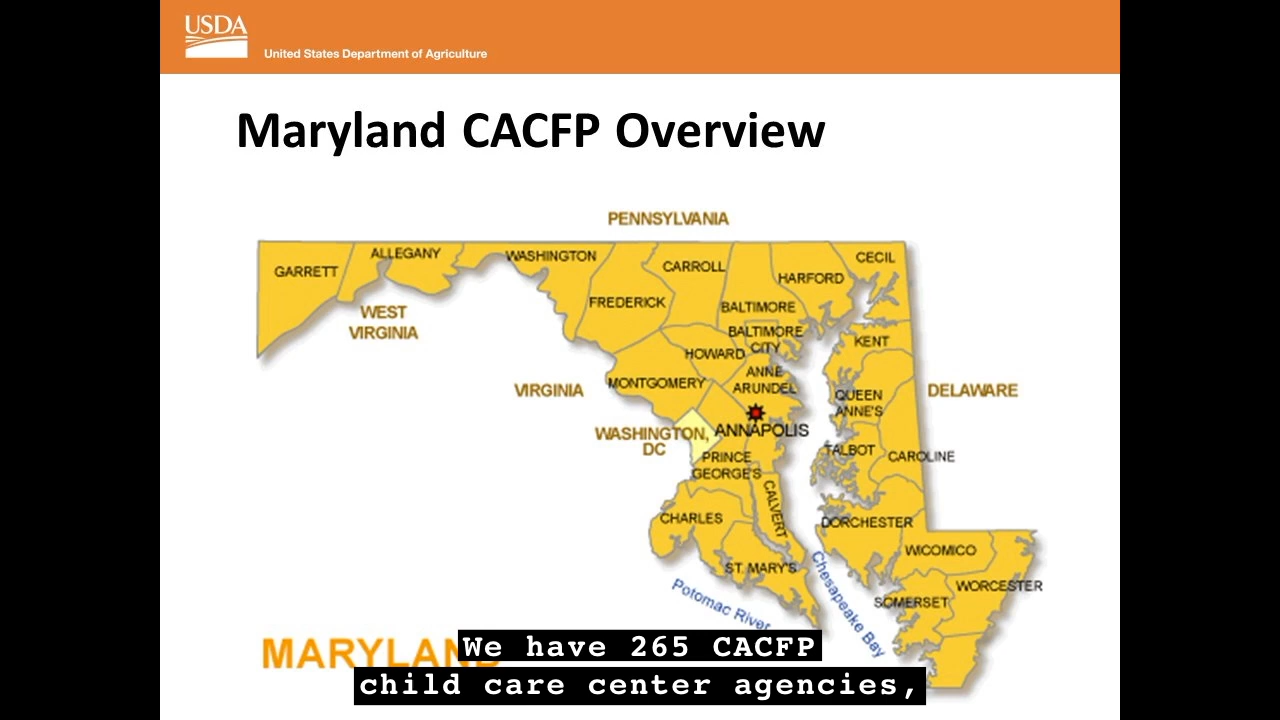 USDA
United States Department of Agriculture
Maryland CACFP Overview
PENNSYLVANIA
GARRETT
ALLEGANY
WASHINGTON
CARROLL
CECIL
HARFORD
FREDERICK
BALTIMORE
WEST
VIRGINIA
BALTIMORE
CITY
KENT
HOWARD
ANNE
ARUNDEL
MONTGOMERY
VIRGINIA
DELAWARE
QUEEN
ANNE'S
WASHINGTON,
DC
ANNAPOLIS
TALBOT
CAROLINE
PRINCE
GEORGE'S
CALVERT
CHARLES
DORCHESTER
WICOMICO
ST. MARY'S
WORCESTER
SOMERSET
Potomac River
Chesapeake Bay
MARYLAND
We have 265 CACFP
child care center agencies,